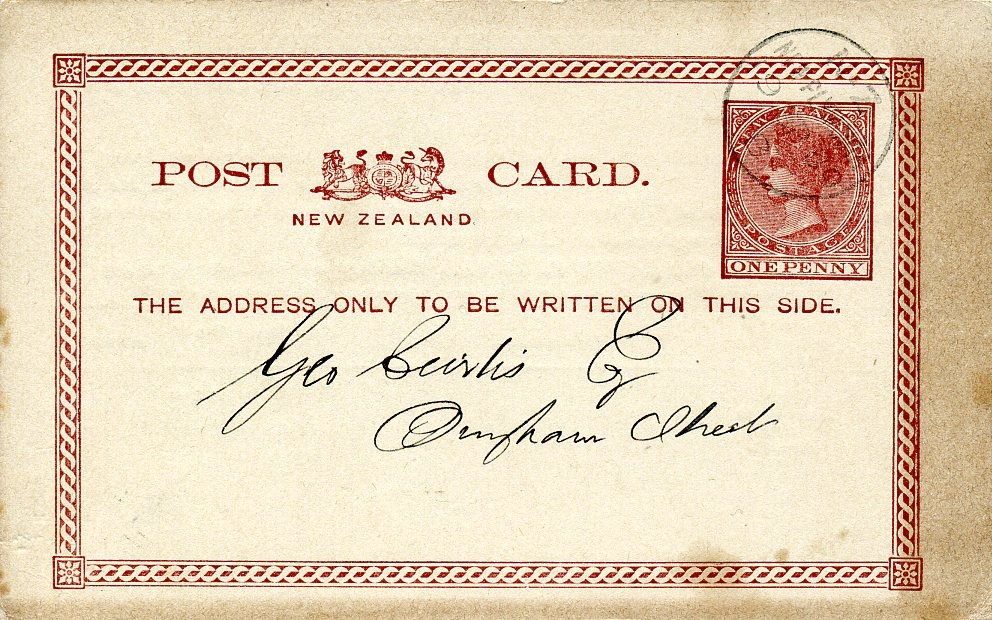 POST CARD.
NEW ZEALAND
NEW ZEALAND
POSTAGE
ONE PENNY
THE ADDRESS ONLY TO BE WRITTEN ON THIS SIDE.
Geo Curtis Esq
Street